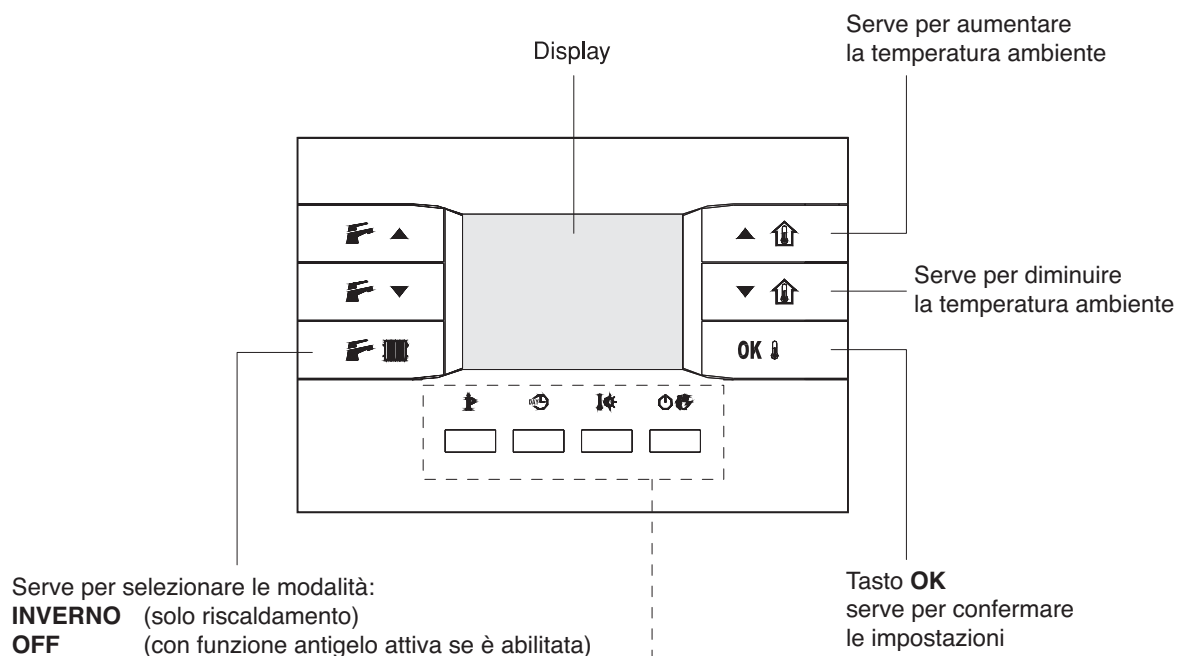 Serve per aumentare
la temperatura ambiente
Display
Serve per diminuire
la temperatura ambiente
OK
Serve per selezionare le modalità:
INVERNO (solo riscaldamento)
OFF (con funzione antigelo attiva se è abilitata)
Tasto OK
serve per confermare
le impostazioni